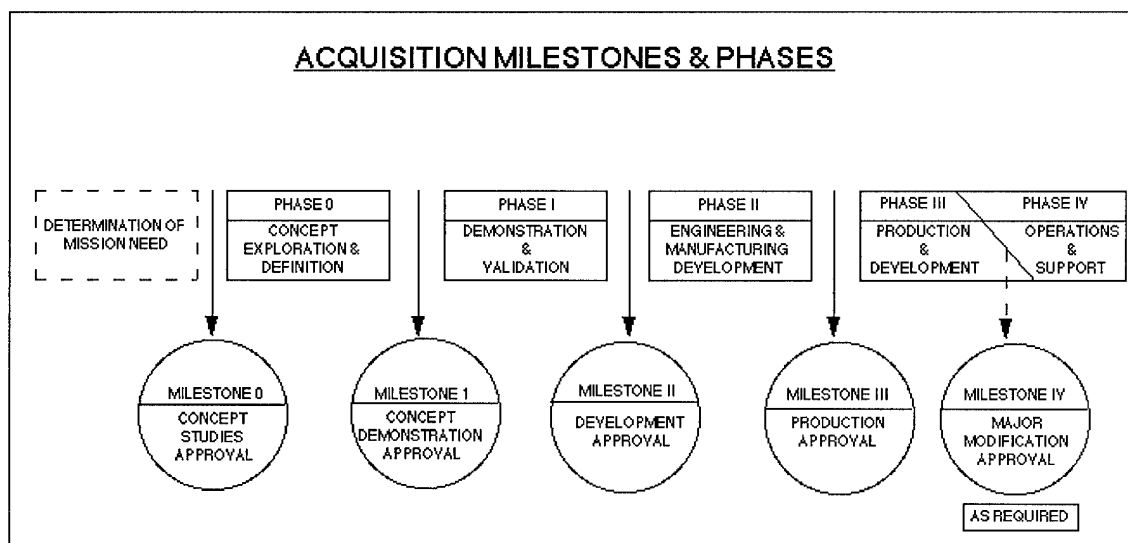 ACQUISITION MILESTONES & PHASES
DETERMINATION OF
MISSION NEED
PHASE 0
CONCEPT
EXPLORATION &
DEFINITION
PHASE I
DEMONSTRATION
&
VALIDATION
PHASE II
ENGINEERING &
MANUFACTURING
DEVELOPMENT
PHASE III
PRODUCTION
&
DEVELOPMENT
PHASE IV
OPERATIONS
&
SUPPORT
MILESTONE 0
CONCEPT
STUDIES
APPROVAL
MILESTONE 1
CONCEPT
DEMONSTRATION
APPROVAL
MILESTONE II
DEVELOPMENT
APPROVAL
MILESTONE III
PRODUCTION
APPROVAL
MILESTONE IV
MAJOR
MODIFICATION
APPROVAL
AS REQUIRED